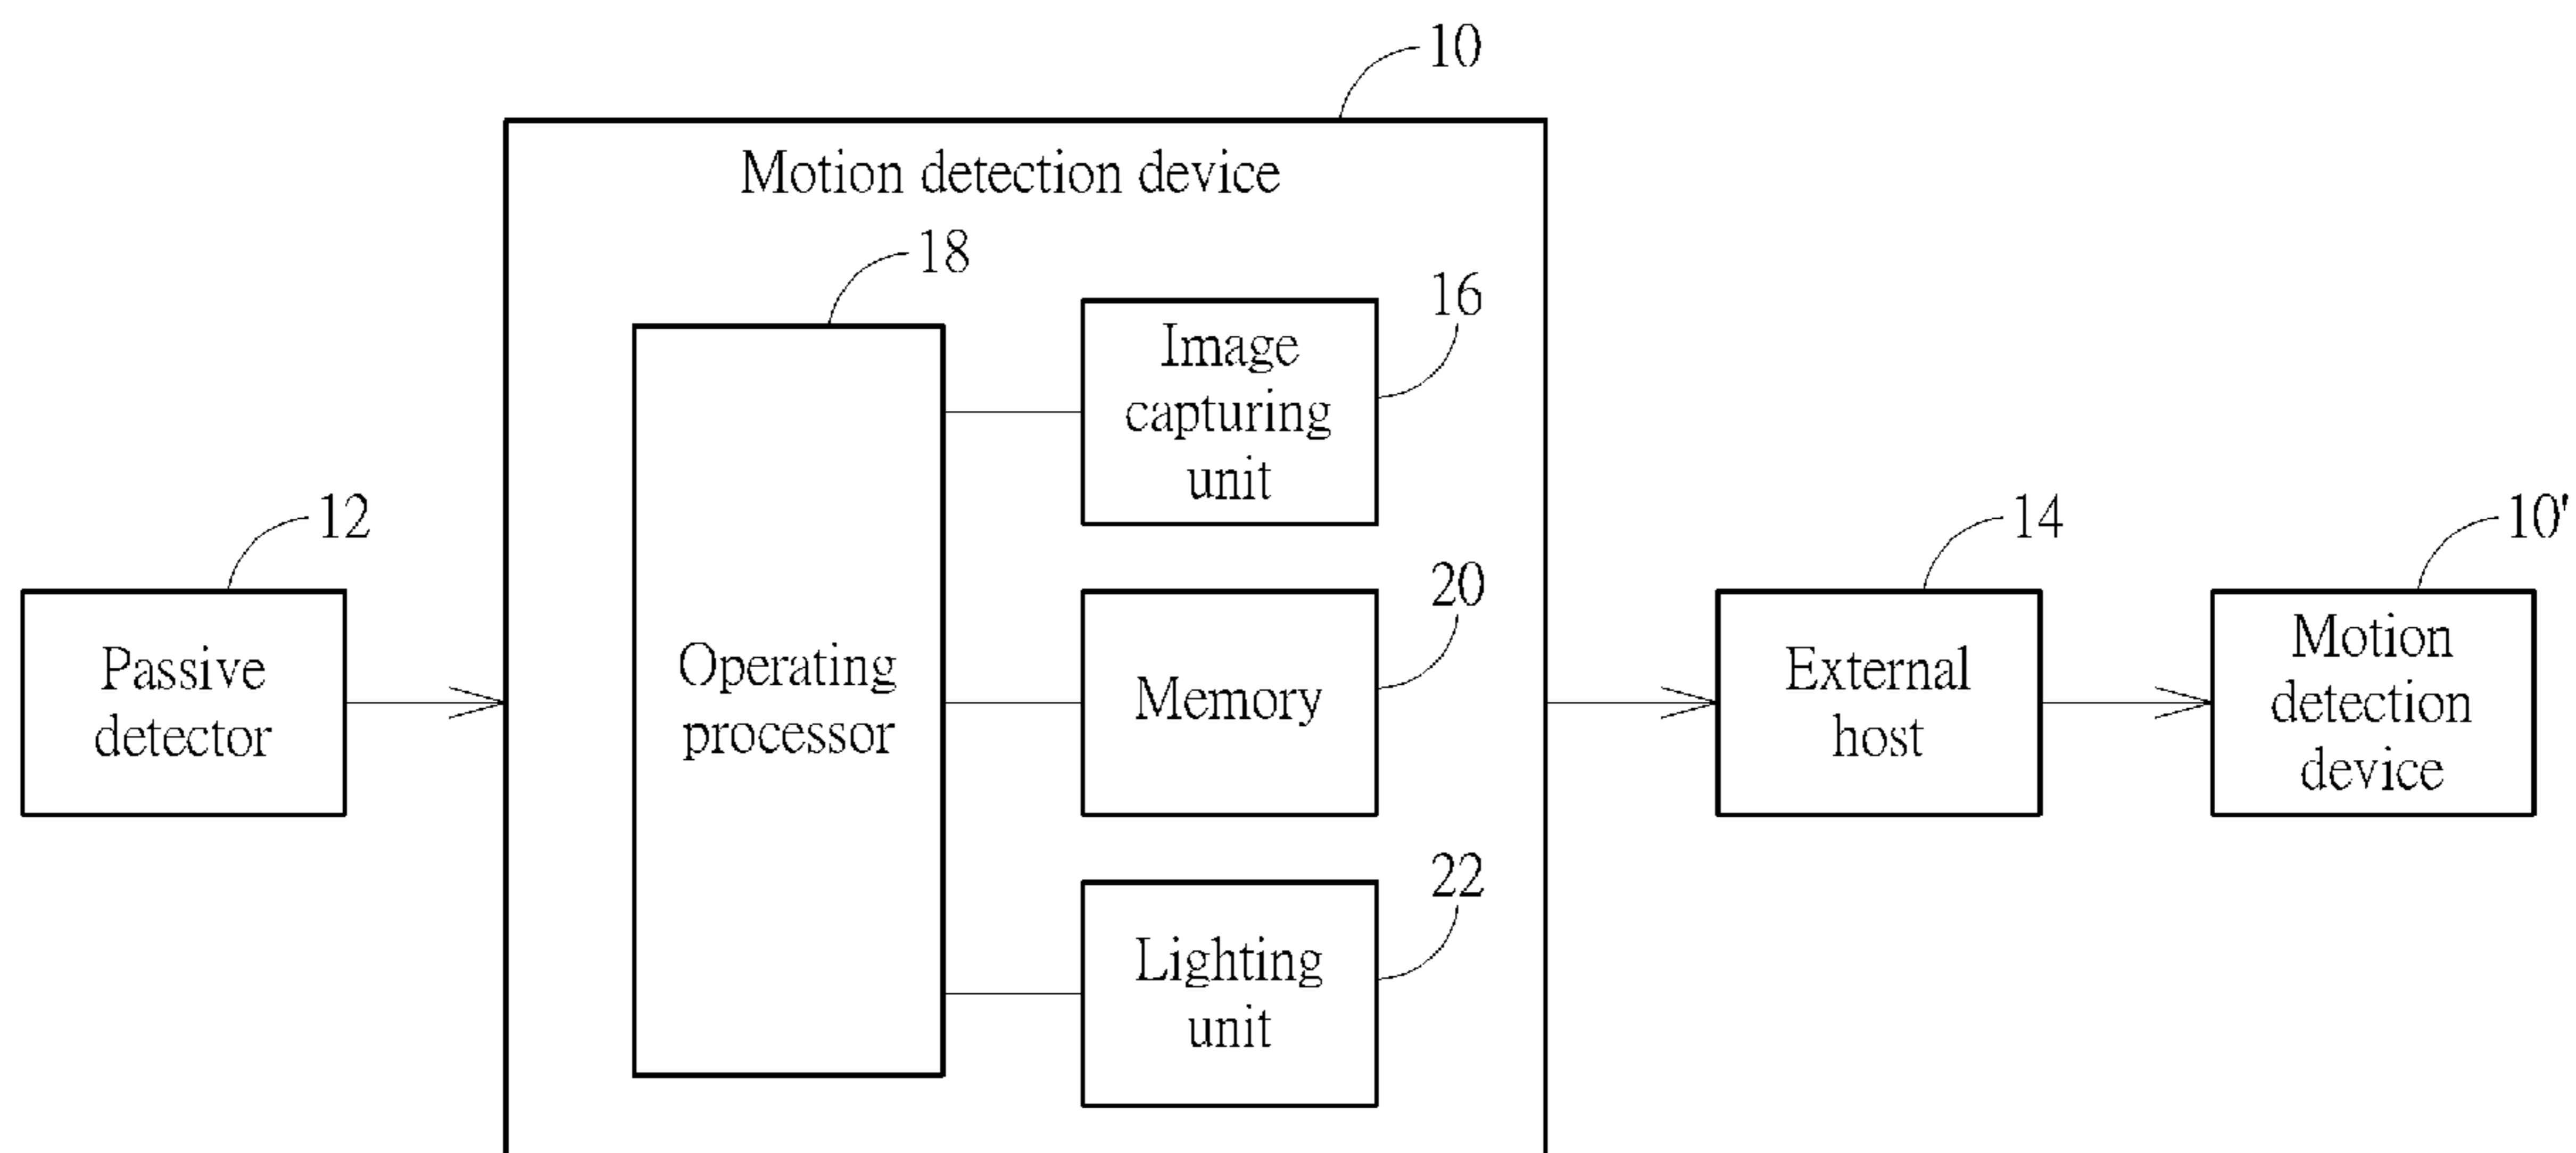 10
Motion detection device
18
16
Image
capturing
unit
12
Passive
detector
Operating
processor
20
Memory
22
Lighting
unit
14
External
host
10'
Motion
detection
device